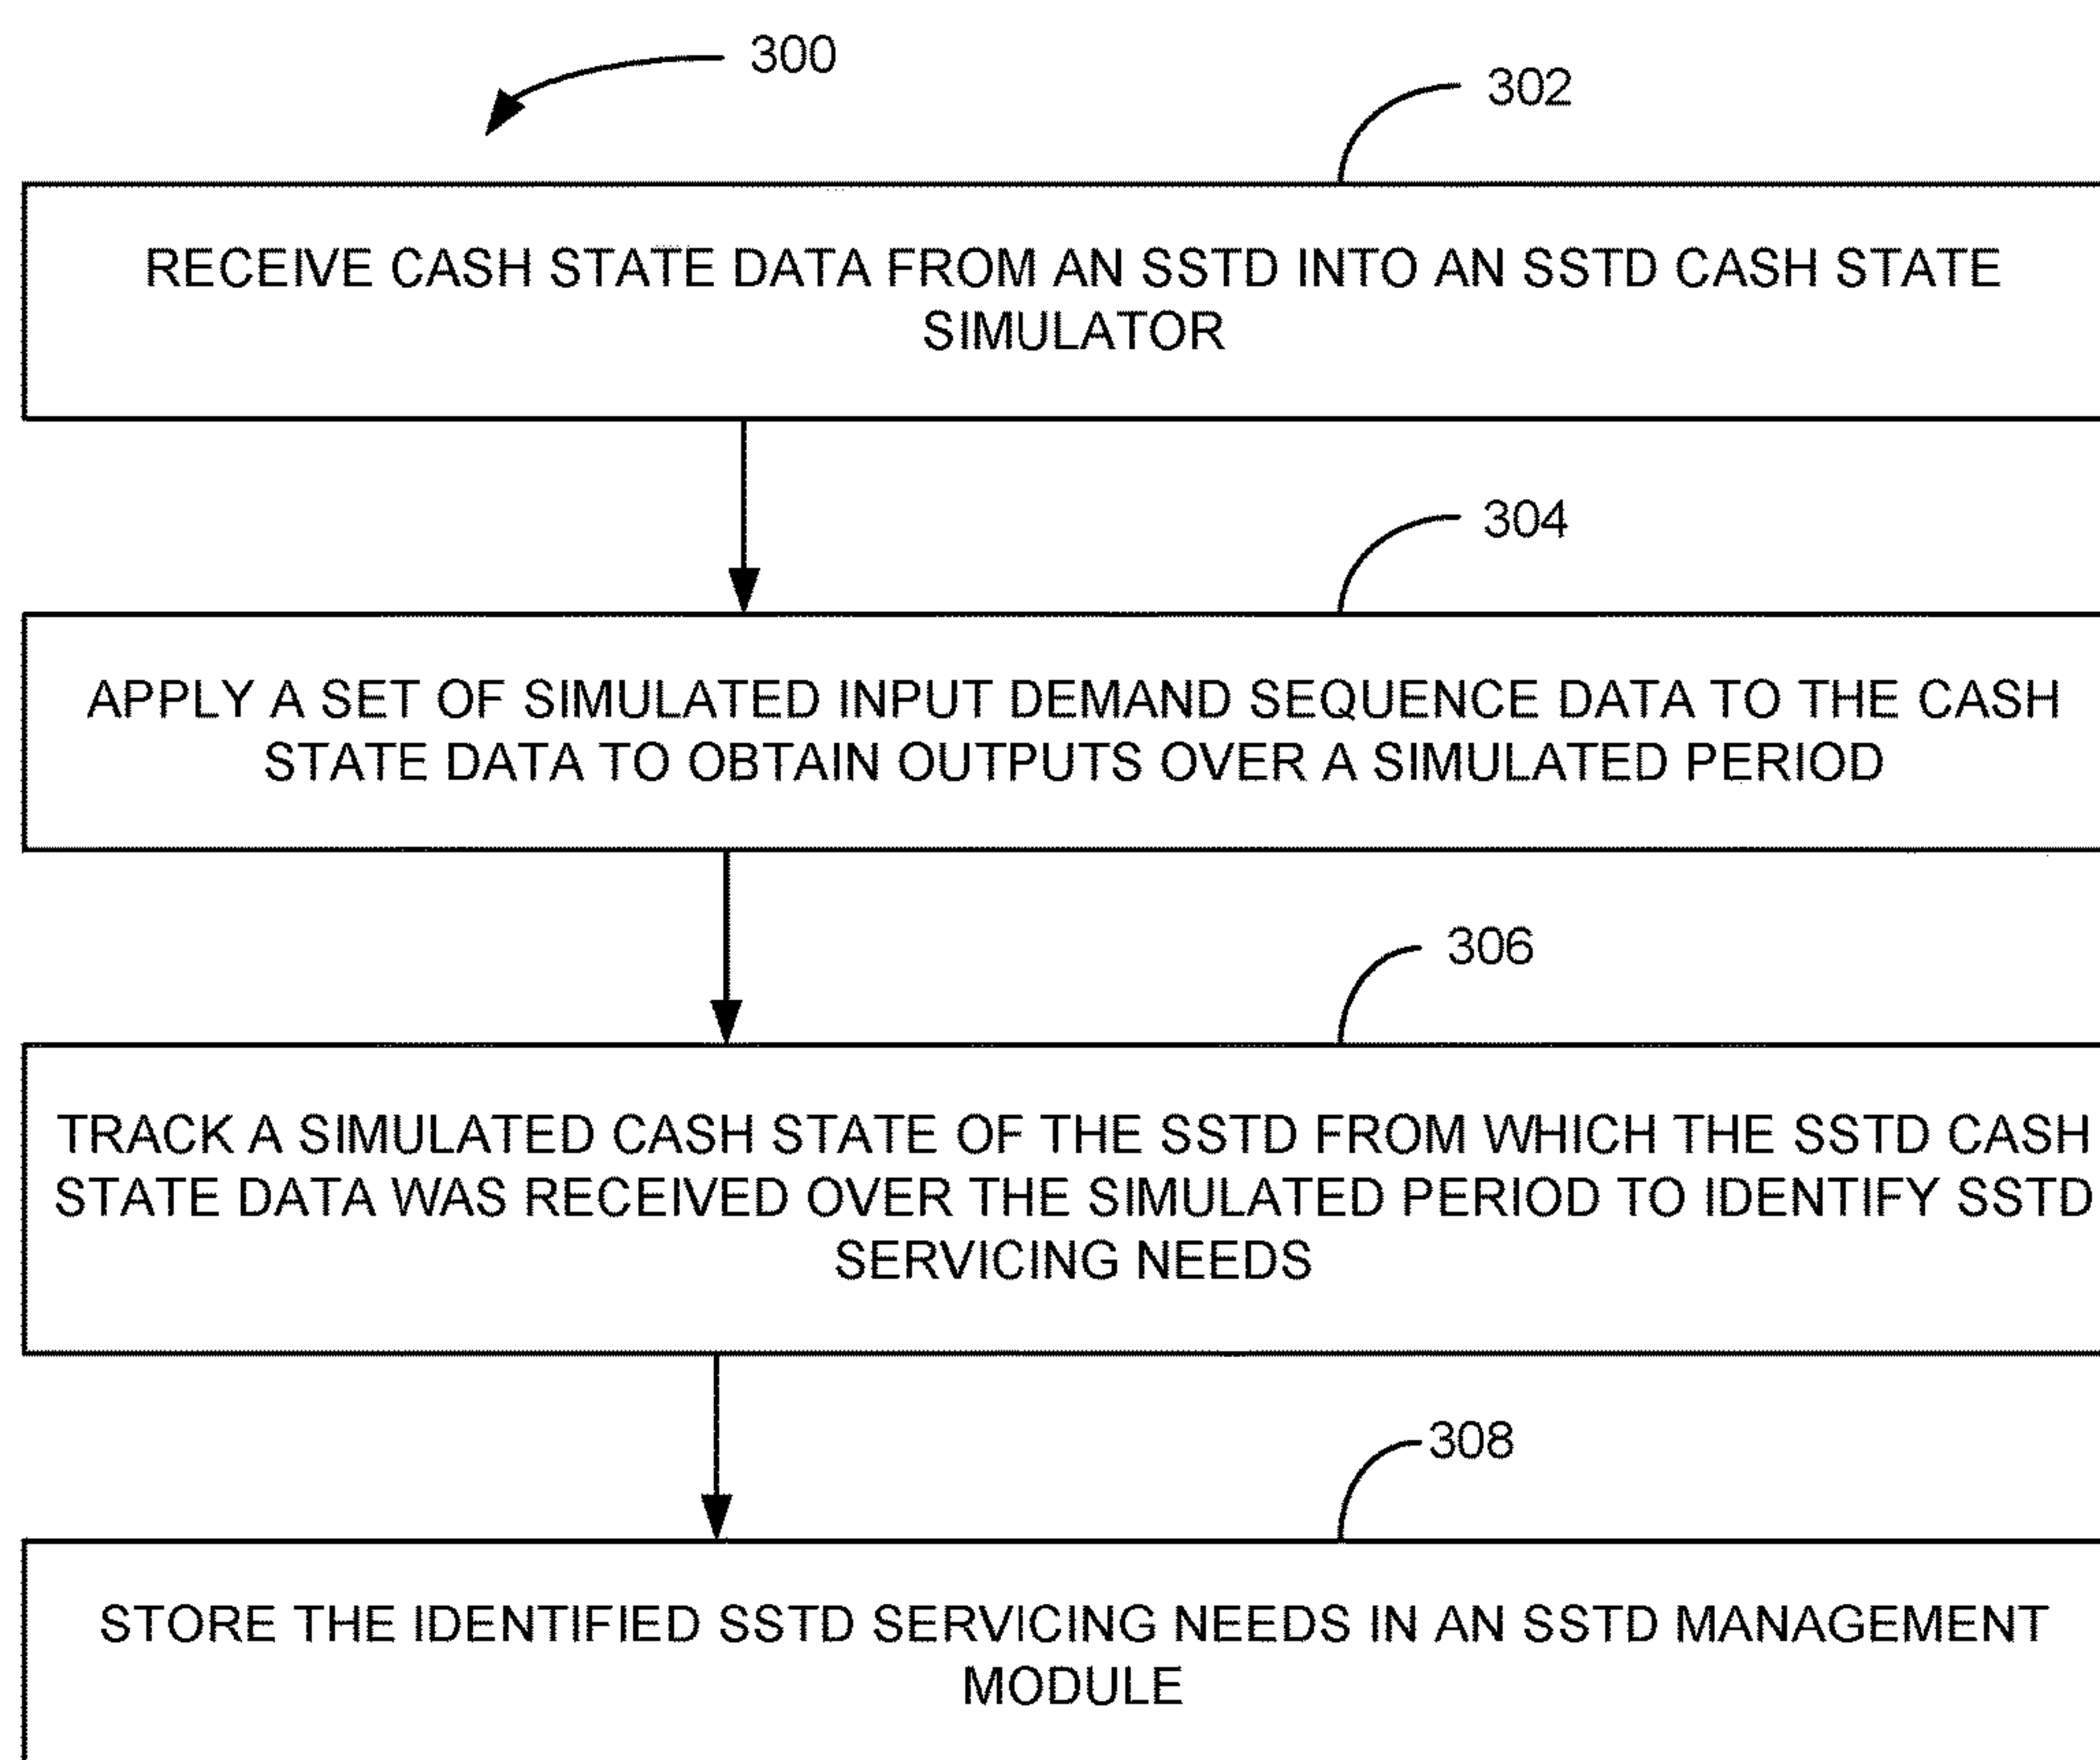 300
302
RECEIVE CASH STATE DATA FROM AN SSTD INTO AN SSTD CASH STATE
SIMULATOR
304
APPLY A SET OF SIMULATED INPUT DEMAND SEQUENCE DATA TO THE CASH
STATE DATA TO OBTAIN OUTPUTS OVER A SIMULATED PERIOD
306
TRACK A SIMULATED CASH STATE OF THE SSTD FROM WHICH THE SSTD CASH
STATE DATA WAS RECEIVED OVER THE SIMULATED PERIOD TO IDENTIFY SSTD
SERVICING NEEDS
308
STORE THE IDENTIFIED SSTD SERVICING NEEDS IN AN SSTD MANAGEMENT
MODULE